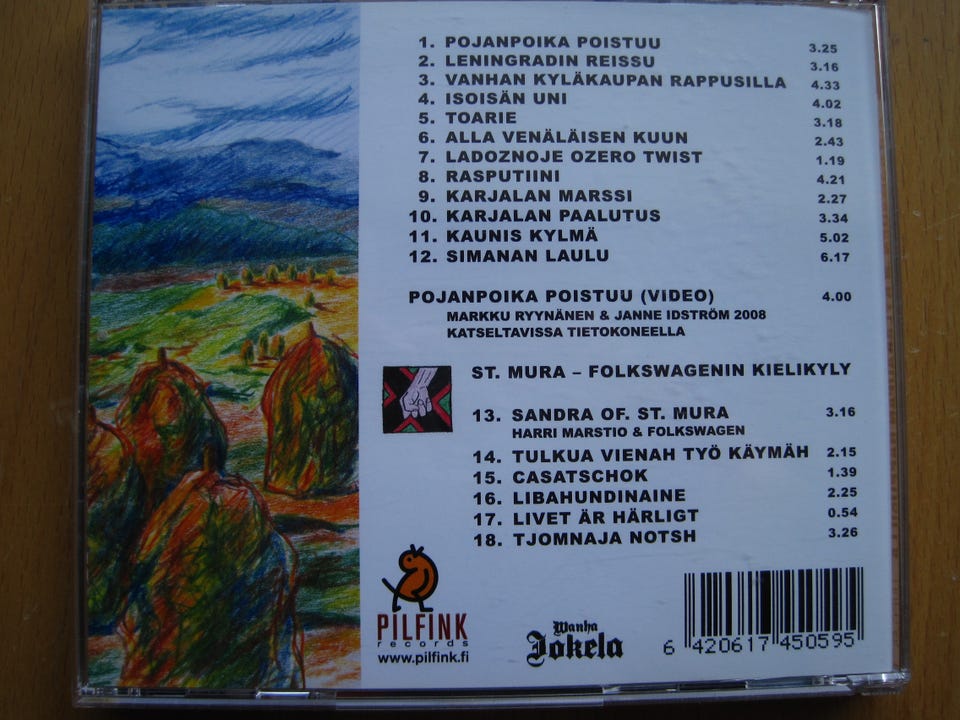 1. POJANPOIKA POISTUU 3.25
2. LENINGRADIN REISSU 3.16
3. VANHAN KYLÄKAUPAN RAPPUSILLA 4.33
4. ISOISÄN UNI 4.02
5. TOARIE 3.18
6. ALLA VENÄLÄISEN KUUN 2.43
7. LADOZNOJE OZERO TWIST 1.19
8. RASPUTIINI 4.21
9. KARJALAN MARSSI 2.27
10. KARJALAN PAALUTUS 3.34
11. KAUNIS KYLMÄ 5.02
12. SIMANAN LAULU 6.17
POJANPOIKA POISTUU (VIDEO) 4.00
MARKKU RYYNÄNEN & JANNE IDSTRÖM 2008
KATSELTAVISSA TIETOKONEELLA
ST. MURA – FOLKSWAGENIN KIELIKYLY
13. SANDRA OF. ST. MURA 3.16
HARRI MARSTIO & FOLKSWAGEN
14. TULKUA VIENAH TYÖ KÄYMÄH 2.15
15. CASATSCHOK 1.39
16. LIBAHUNDINAINE 2.25
17. LIVET ÄR HÄRLIGT 0.54
18. TJOMNAJA NOTSH 3.26
PILFINK
records
www.pilfink.fi
Wanha
Jokela
6 420617 450595